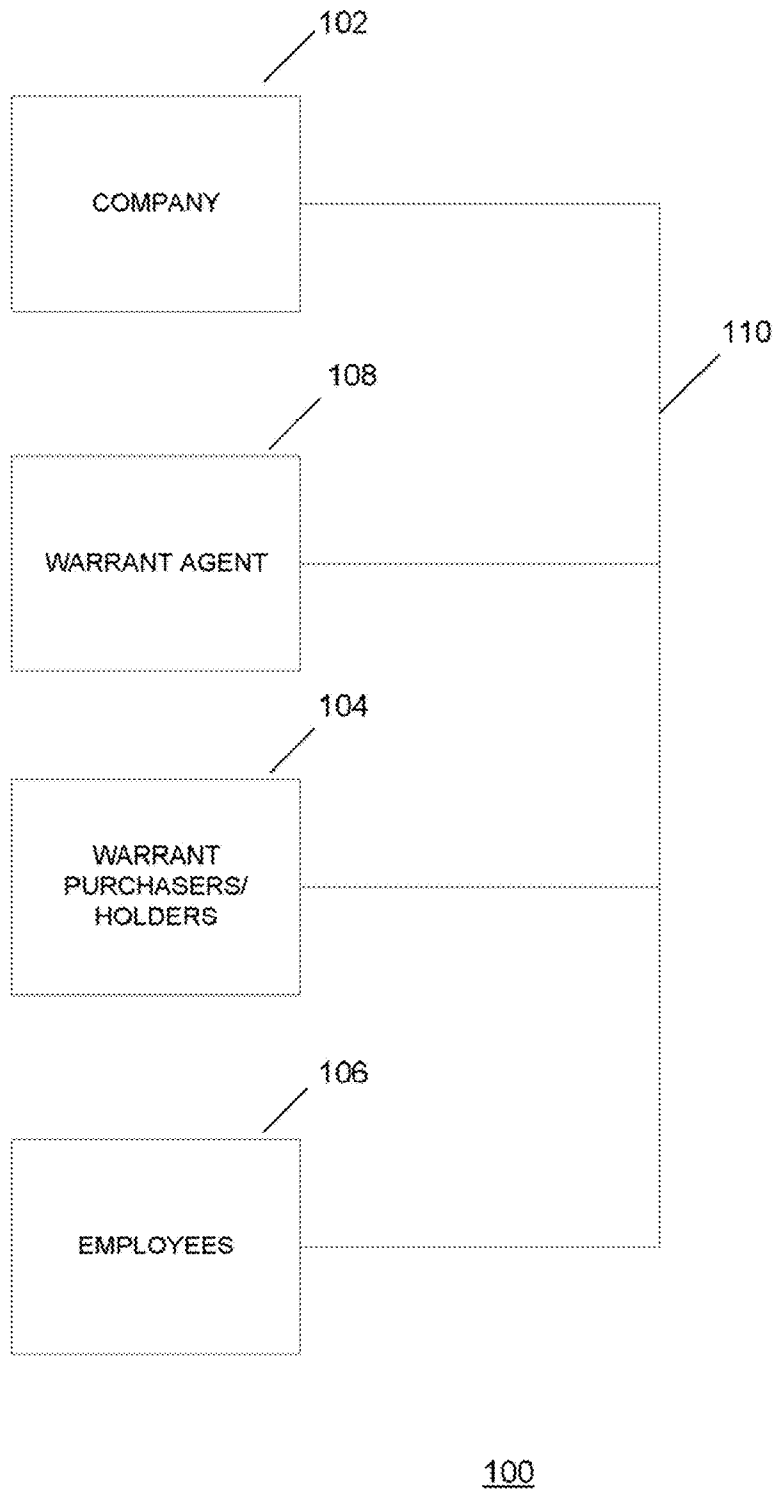 102
COMPANY
110
108
WARRANT AGENT
104
WARRANT
PURCHASERS/
HOLDERS
106
EMPLOYEES
100